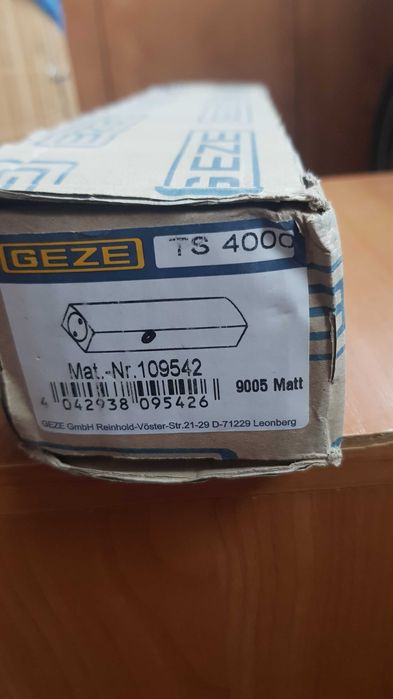 GEZE
GEZE TS 4000
Mat.-Nr.109542
9005 Matt
4 042938 095426
GEZE GmbH Reinhold-Vöster-Str.21-29 D-71229 Leonberg